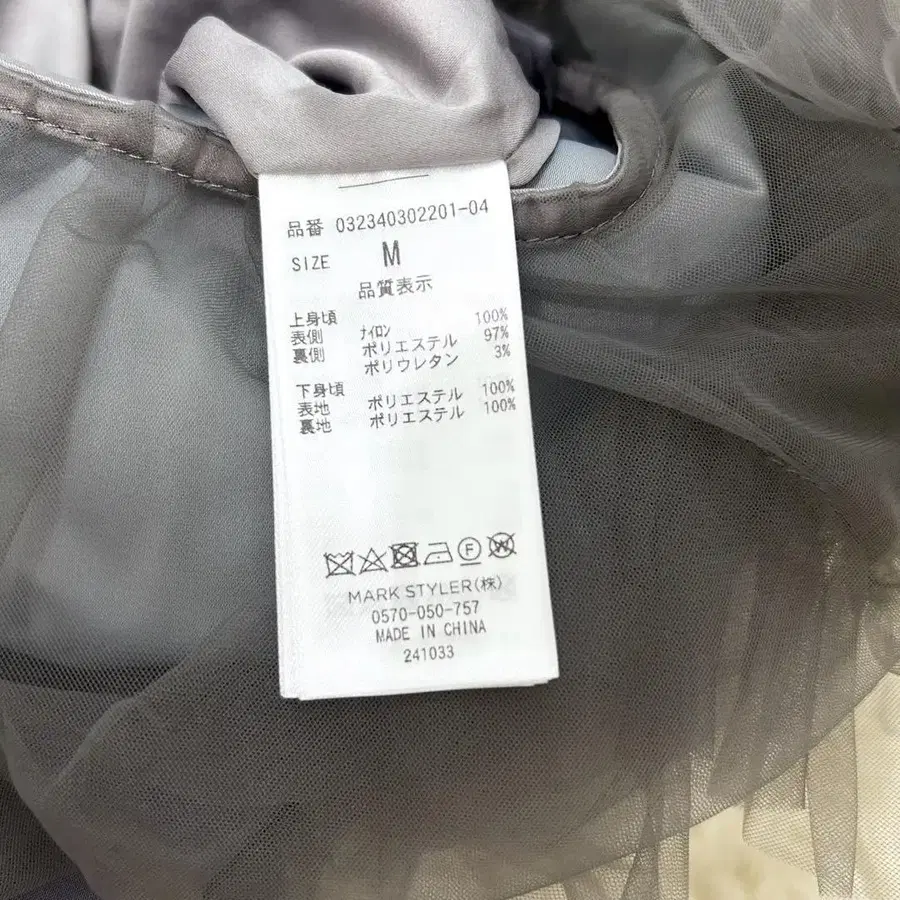 品番 032340302201-04
SIZE M
品質表示
上身頃
表側 ナイロン 100%
裏側 ポリエステル 97%
ポリウレタン 3%
下身頃
表地 ポリエステル 100%
裏地 ポリエステル 100%
F W
MARK STYLER(株)
0570-050-757
MADE IN CHINA
241033